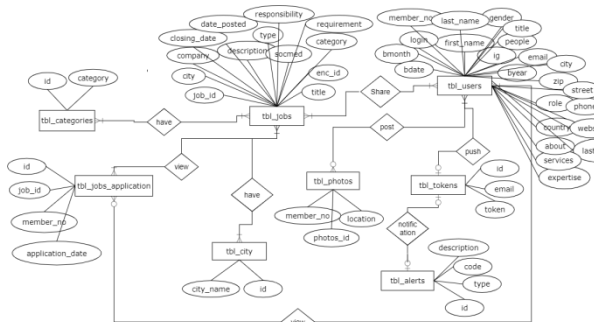 responsibility
date_posted
type
requirement
closing_date
description
socmed
category
company
city
enc_id
job_id
title
tbl_jobs
id
category
tbl_categories
have
member_no
last_name
gender
title
login
first_name
people
ig
email
city
bmonth
byear
zip
bdate
street
tbl_users
role
phone
country
about
services
expertise
Share
post
push
view
id
job_id
tbl_jobs_application
member_no
application_date
have
tbl_city
city_name
id
tbl_photos
member_no
location
photos_id
tbl_tokens
id
email
token
notific
ation
tbl_alerts
description
code
type
id
view